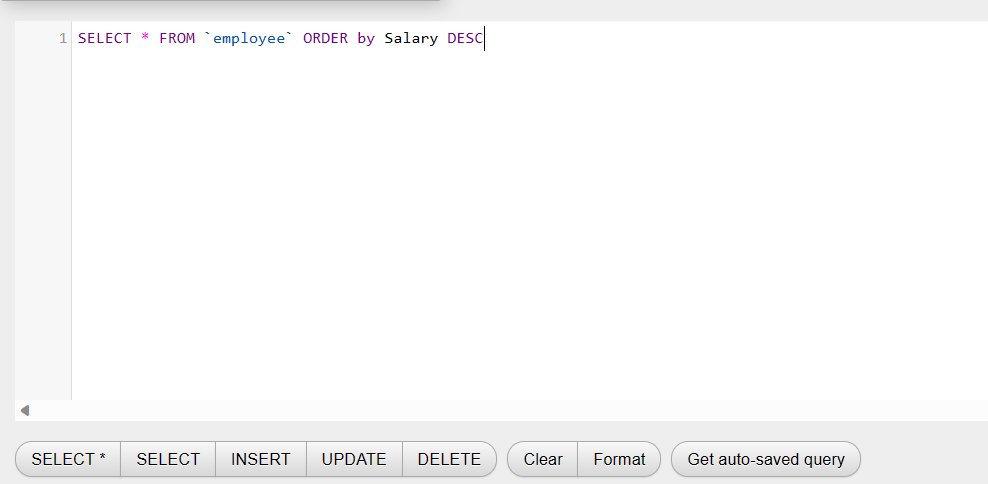 1 SELECT * FROM `employee` ORDER by Salary DESC
SELECT * SELECT INSERT UPDATE DELETE Clear Format Get auto-saved query